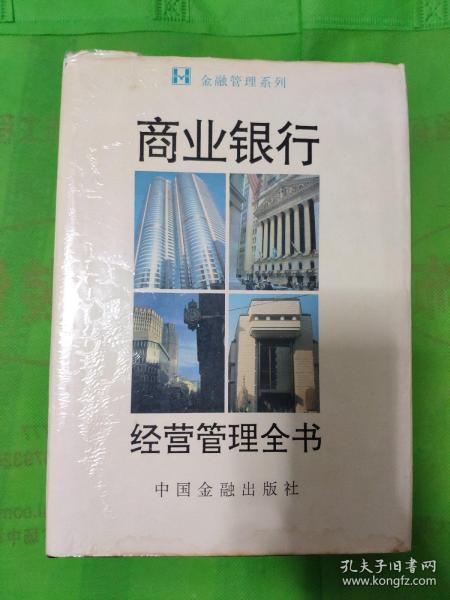 金融管理系列
商业银行
经营管理全书
中国金融出版社
孔夫子旧书网
www.kongfz.com